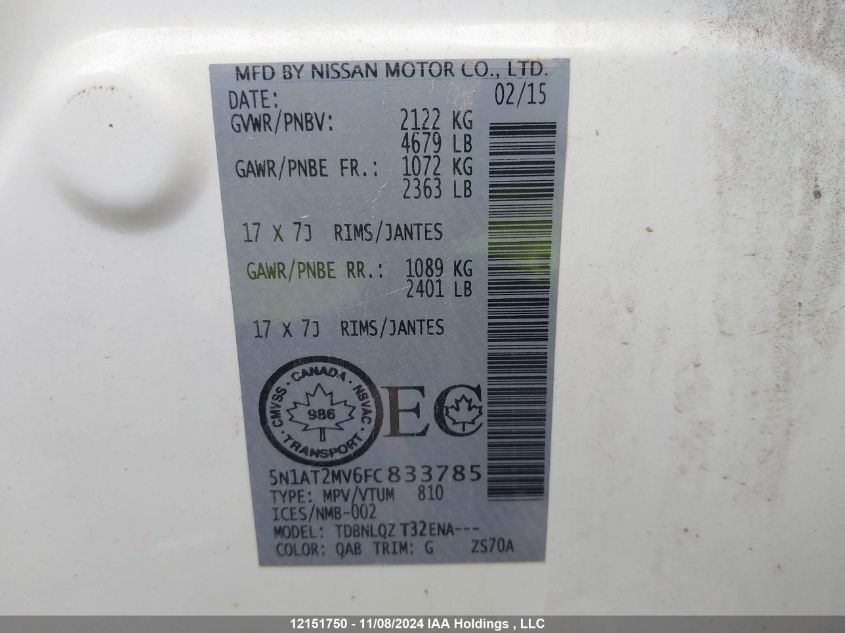 MFD BY NISSAN MOTOR CO., LTD.
DATE: 02/15
GVWR/PNBV: 2122 KG
4679 LB
GAWR/PNBE FR.: 1072 KG
2363 LB
17 X 7J RIMS/JANTES
GAWR/PNBE RR.: 1089 KG
2401 LB
17 X 7J RIMS/JANTES
CANADA · NSVAC · TRANSPORT · CMVSS ·
986
EC
5N1AT2MV6FC833785
TYPE: MPV/VTUM 810
ICES/NMB-002
MODEL: TDBNLQZ T32ENA---
COLOR: QAB TRIM: G ZS70A
12151750 - 11/08/2024 IAA Holdings , LLC